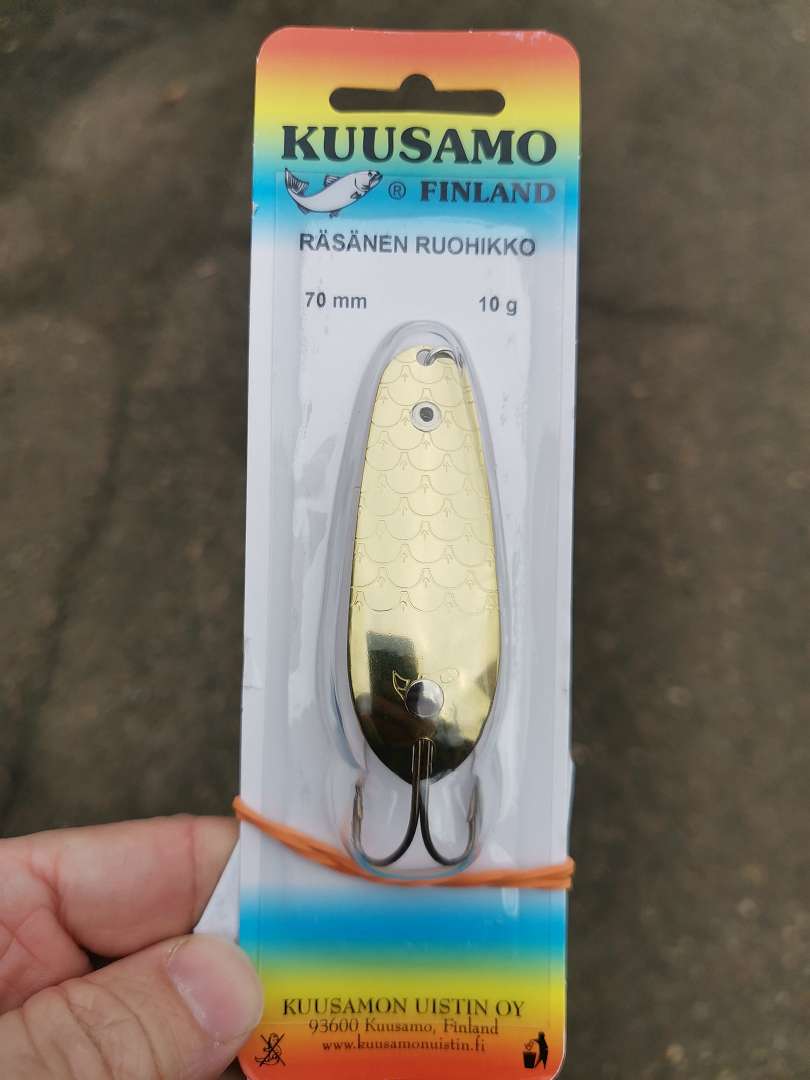 KUUSAMO
® FINLAND
RÄSÄNEN RUOHIKKO
70 mm 10 g
KUUSAMON UISTIN OY
93600 Kuusamo, Finland
www.kuusamonuistin.fi